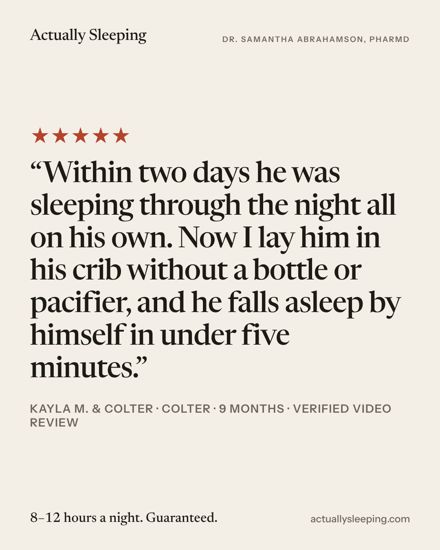 Actually Sleeping
DR. SAMANTHA ABRAHAMSON, PHARMD
★★★★★
“Within two days he was
sleeping through the night all
on his own. Now I lay him in
his crib without a bottle or
pacifier, and he falls asleep by
himself in under five
minutes.”
KAYLA M. & COLTER · COLTER · 9 MONTHS · VERIFIED VIDEO
REVIEW
8–12 hours a night. Guaranteed.
actuallysleeping.com